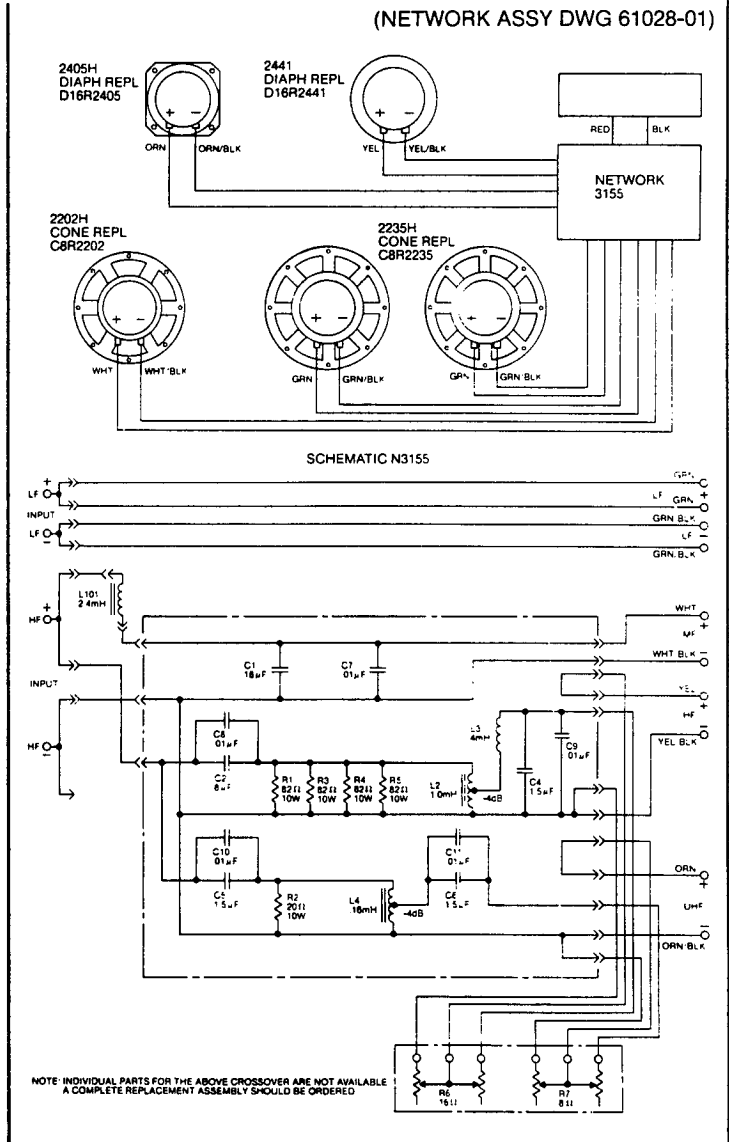 (NETWORK ASSY DWG 61028-01)
2405H
DIAPH REPL
D16R2405
2441
DIAPH REPL
D16R2441
+ −
ORN
ORN/BLK
+ −
YEL
YEL/BLK
RED
BLK
NETWORK
3155
2202H
CONE REPL
C8R2202
2235H
CONE REPL
C8R2235
+ −
WHT
WHT/BLK
+ −
GRN
GRN/BLK
+ −
GRN
GRN/BLK
SCHEMATIC N3155
+
LF
INPUT
LF
−
GRN
LF
GRN
+
GRN BLK
LF
−
GRN.BLK
L101
2.4mH
+
HF
INPUT
HF
−
WHT
+
MF
WHT BLK
−
YEL
+
HF
−
YEL BLK
C1
18µF
C7
.01µF
C8
.01µF
C2
8µF
R1
82Ω
10W
R3
82Ω
10W
R4
82Ω
10W
R5
82Ω
10W
L2
1.0mH
-4dB
L3
.4mH
C4
1.5µF
C9
.01µF
C10
.01µF
C5
1.5µF
R2
20Ω
10W
L4
.16mH
-4dB
C11
.01µF
C6
1.5µF
ORN
+
UHF
−
ORN/BLK
R6
16Ω
R7
8Ω
NOTE: INDIVIDUAL PARTS FOR THE ABOVE CROSSOVER ARE NOT AVAILABLE
A COMPLETE REPLACEMENT ASSEMBLY SHOULD BE ORDERED